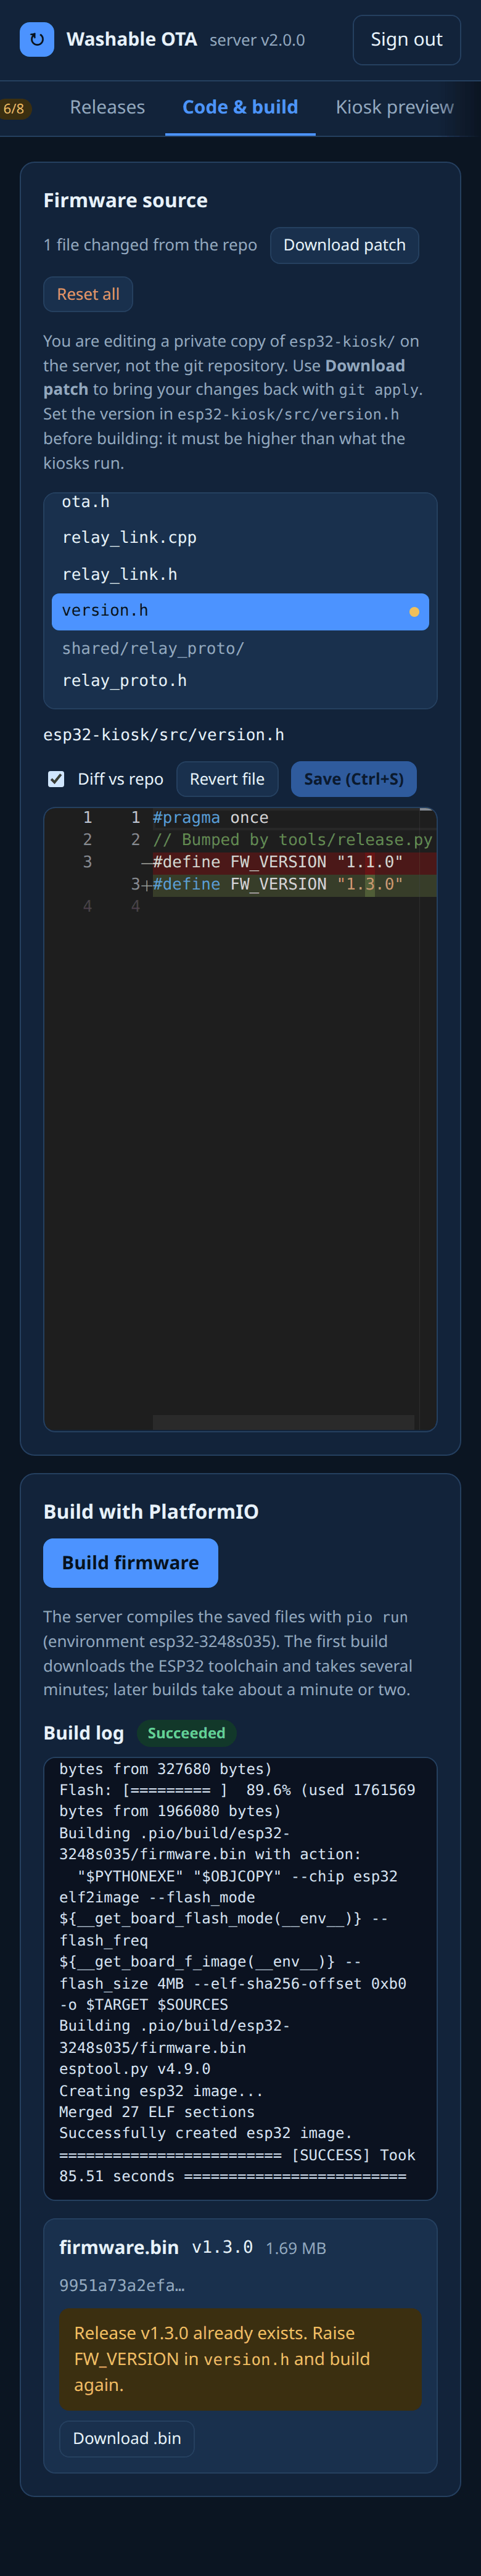 ↻ Washable OTA server v2.0.0 Sign out
6/8 Releases Code & build Kiosk preview
Firmware source
1 file changed from the repo Download patch
Reset all
You are editing a private copy of esp32-kiosk/ on
the server, not the git repository. Use Download
patch to bring your changes back with git apply.
Set the version in esp32-kiosk/src/version.h
before building: it must be higher than what the
kiosks run.
ota.h
relay_link.cpp
relay_link.h
version.h
shared/relay_proto/
relay_proto.h
esp32-kiosk/src/version.h
Diff vs repo Revert file Save (Ctrl+S)
1 1 #pragma once
2 2 // Bumped by tools/release.py
3 —#define FW_VERSION "1.1.0"
3+#define FW_VERSION "1.3.0"
4 4
Build with PlatformIO
Build firmware
The server compiles the saved files with pio run
(environment esp32-3248s035). The first build
downloads the ESP32 toolchain and takes several
minutes; later builds take about a minute or two.
Build log Succeeded
bytes from 327680 bytes)
Flash: [========= ]  89.6% (used 1761569
bytes from 1966080 bytes)
Building .pio/build/esp32-
3248s035/firmware.bin with action:
"$PYTHONEXE" "$OBJCOPY" --chip esp32
elf2image --flash_mode
${__get_board_flash_mode(__env__)} --
flash_freq
${__get_board_f_image(__env__)} --
flash_size 4MB --elf-sha256-offset 0xb0
-o $TARGET $SOURCES
Building .pio/build/esp32-
3248s035/firmware.bin
esptool.py v4.9.0
Creating esp32 image...
Merged 27 ELF sections
Successfully created esp32 image.
========================= [SUCCESS] Took
85.51 seconds =========================
firmware.bin v1.3.0 1.69 MB
9951a73a2efa…
Release v1.3.0 already exists. Raise
FW_VERSION in version.h and build
again.
Download .bin